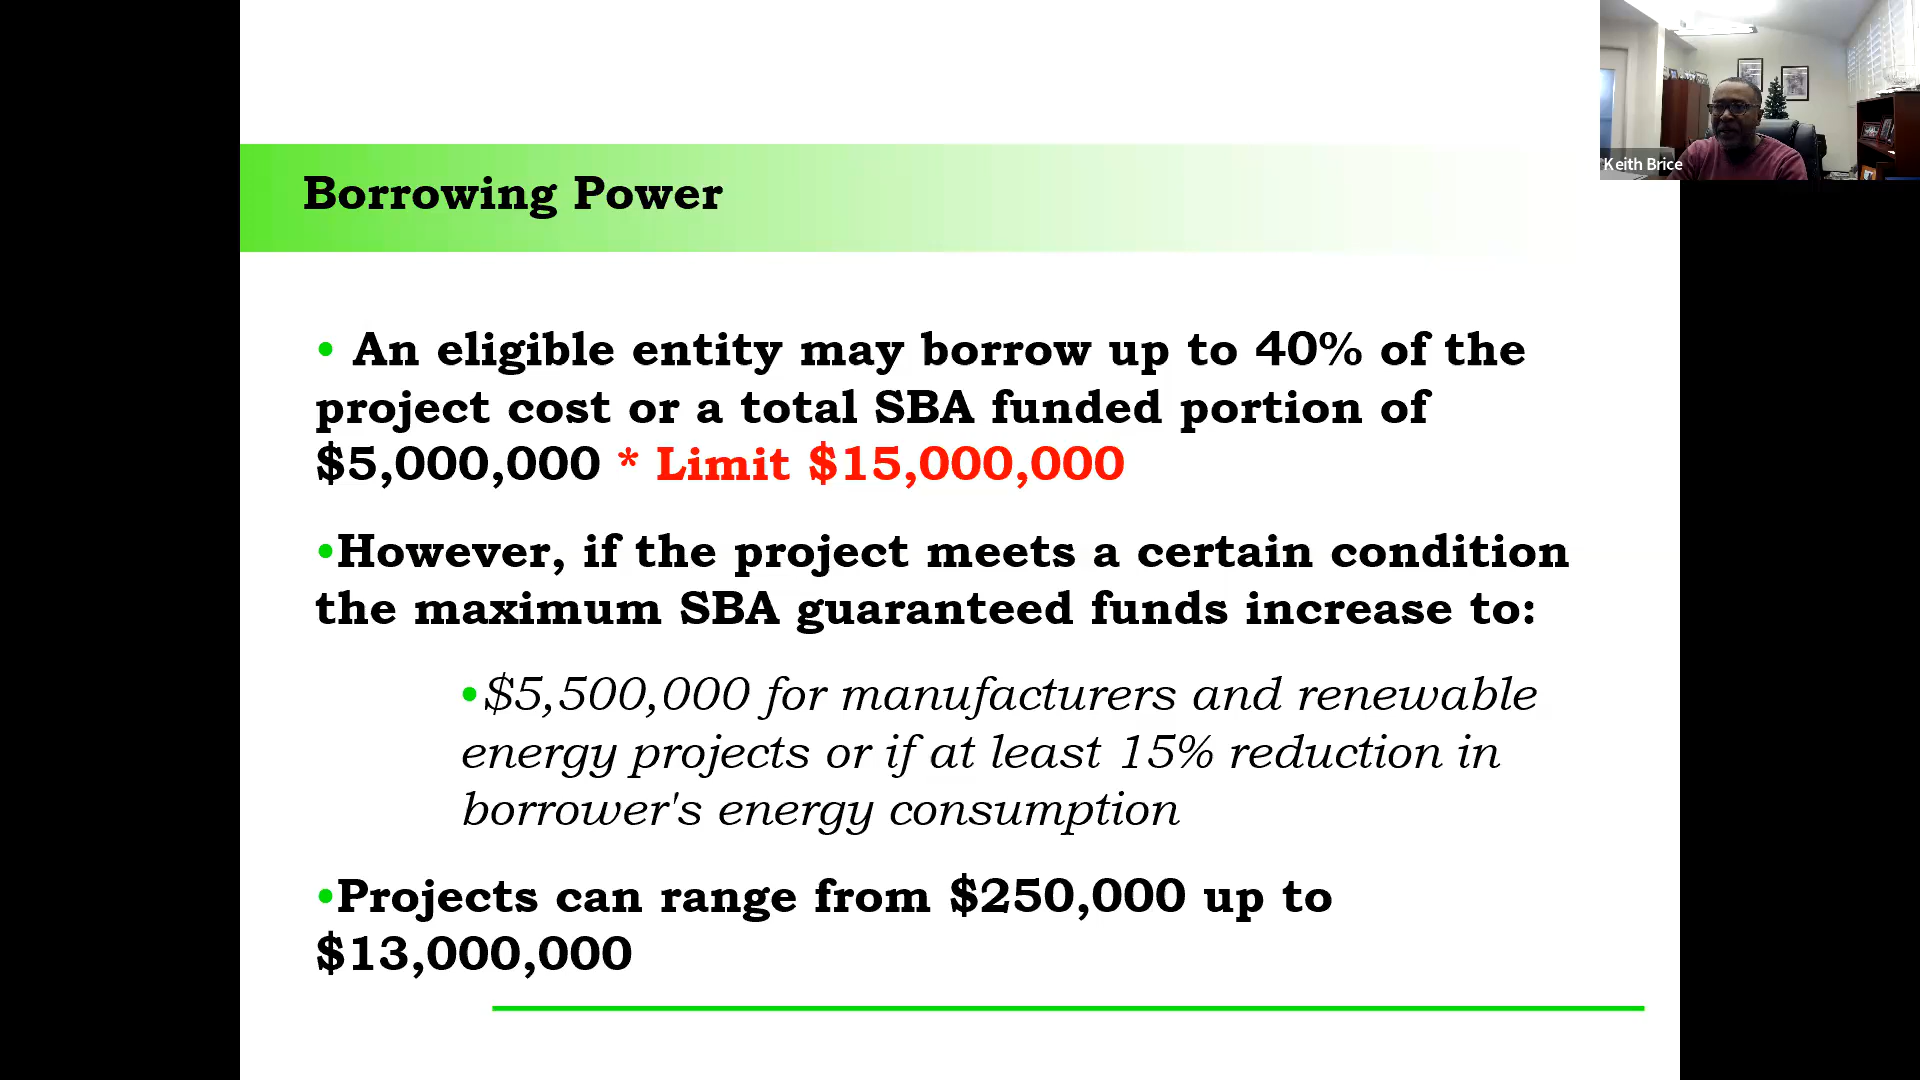 Keith Brice
Borrowing Power
• An eligible entity may borrow up to 40% of the
project cost or a total SBA funded portion of
$5,000,000 * Limit $15,000,000
•However, if the project meets a certain condition
the maximum SBA guaranteed funds increase to:
•$5,500,000 for manufacturers and renewable
energy projects or if at least 15% reduction in
borrower's energy consumption
•Projects can range from $250,000 up to
$13,000,000